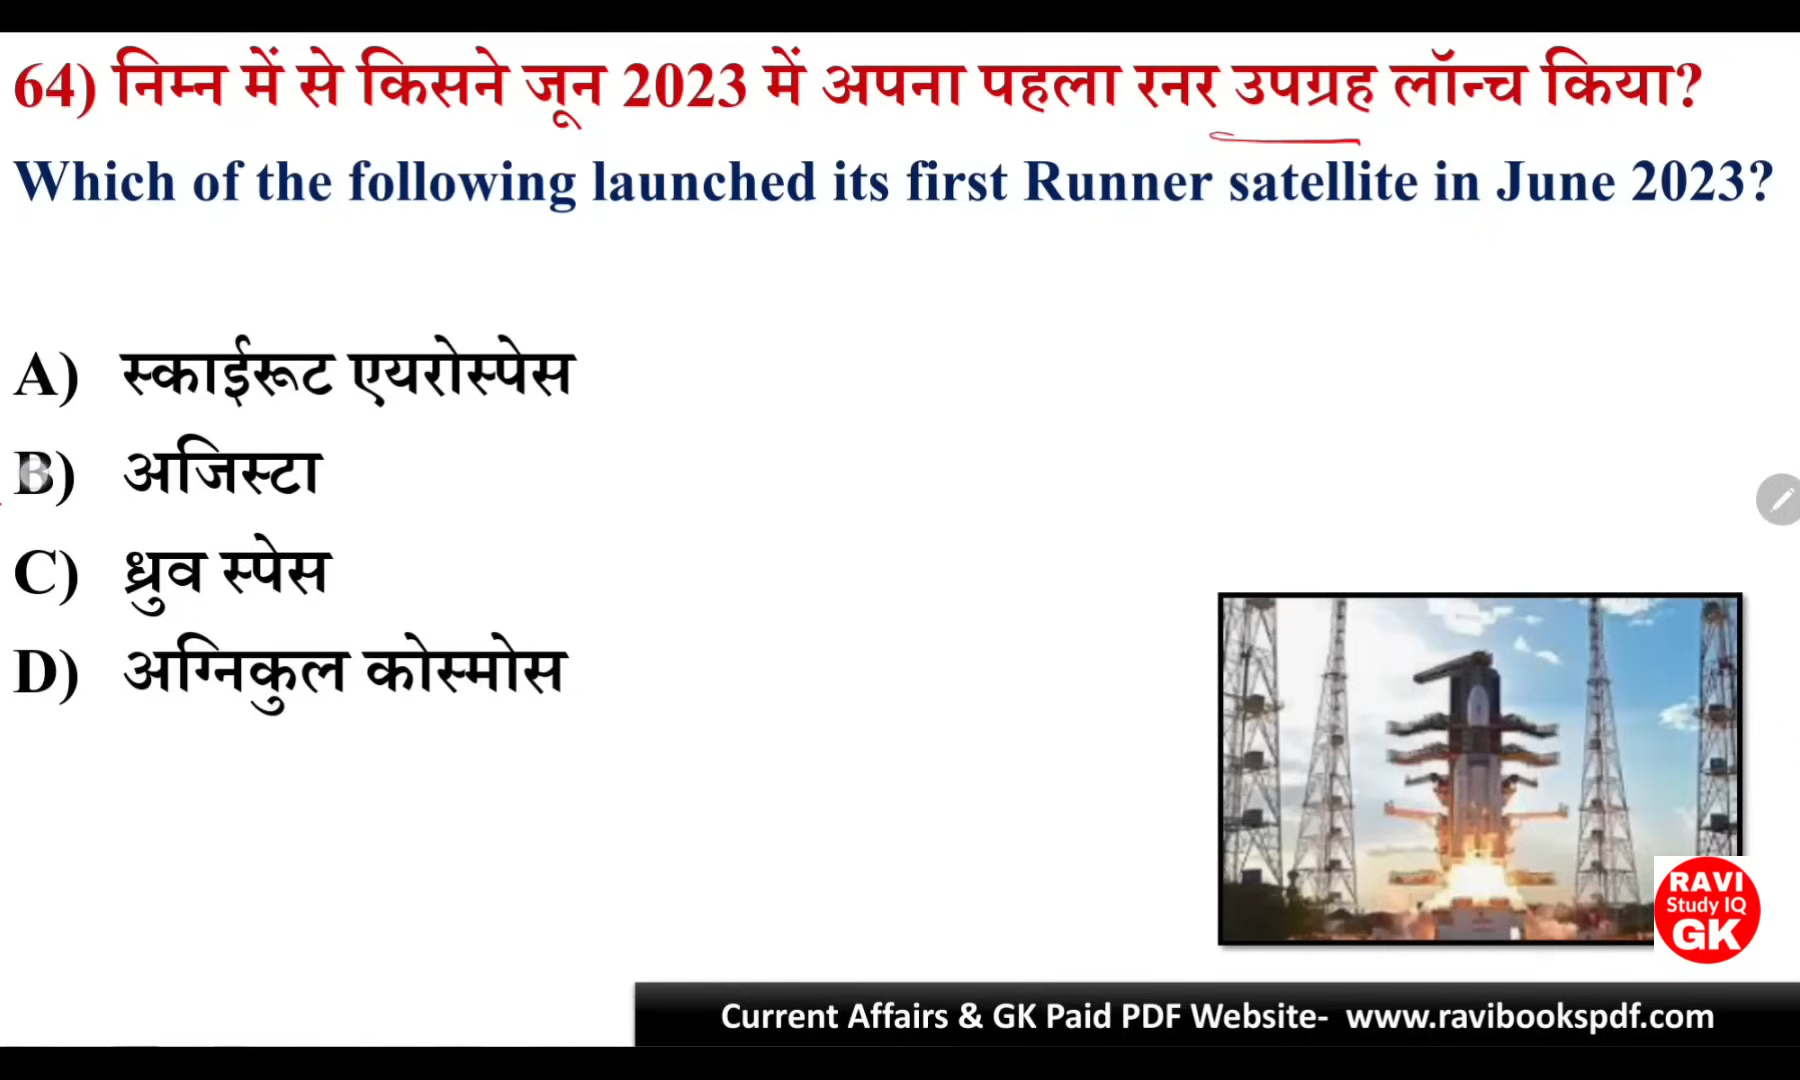 64) निम्न में से किसने जून 2023 में अपना पहला रनर उपग्रह लॉन्च किया?
Which of the following launched its first Runner satellite in June 2023?
A) स्काईरूट एयरोस्पेस
B) अजिस्टा
C) ध्रुव स्पेस
D) अग्निकुल कोस्मोस
RAVI
Study IQ
GK
Current Affairs & GK Paid PDF Website- www.ravibookspdf.com